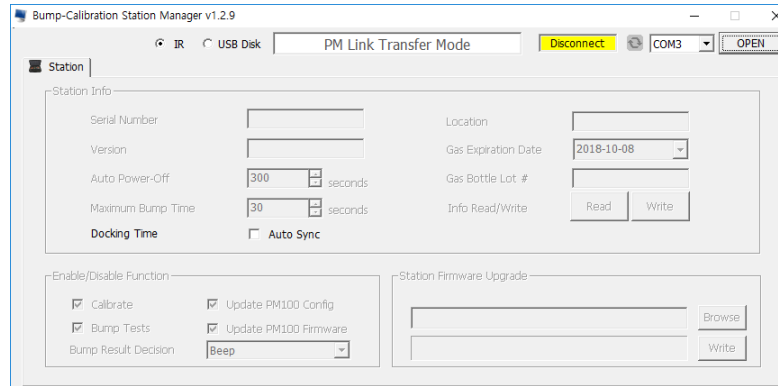 Bump-Calibration Station Manager v1.2.9
IR USB Disk PM Link Transfer Mode Disconnect COM3 OPEN
Station
Station Info
Serial Number Location
Version Gas Expiration Date 2018-10-08
Auto Power-Off 300 seconds Gas Bottle Lot #
Maximum Bump Time 30 seconds Info Read/Write Read Write
Docking Time Auto Sync
Enable/Disable Function Station Firmware Upgrade
Calibrate Update PM100 Config
Browse
Bump Tests Update PM100 Firmware
Bump Result Decision Beep Write